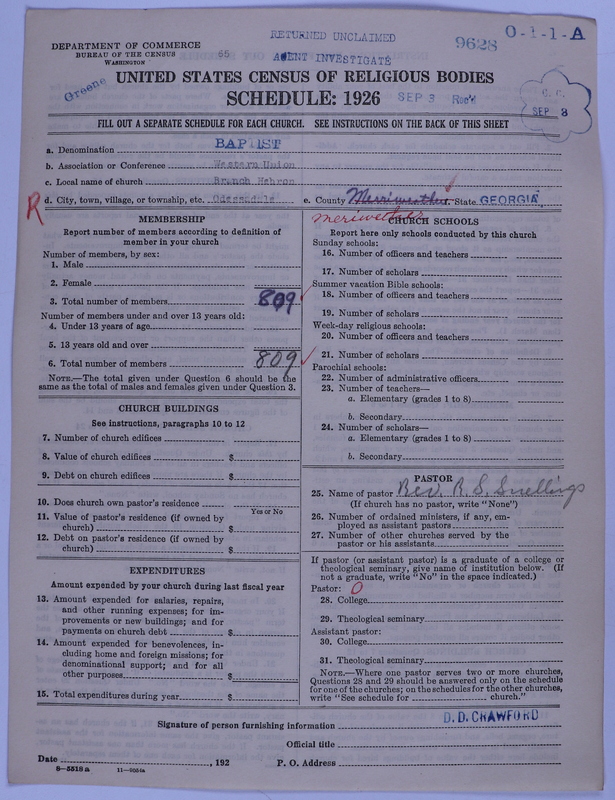 RETURNED UNCLAIMED
9628
O-1-1-A
DEPARTMENT OF COMMERCE
BUREAU OF THE CENSUS
WASHINGTON
65
AGENT INVESTIGATE
Greene
UNITED STATES CENSUS OF RELIGIOUS BODIES
SCHEDULE: 1926
SEP 3 Rec'd
C. C.
SEP 3
FILL OUT A SEPARATE SCHEDULE FOR EACH CHURCH. SEE INSTRUCTIONS ON THE BACK OF THIS SHEET
a. Denomination BAPTIST
b. Association or Conference Western Union
c. Local name of church Branch Hebron
R
d. City, town, village, or township, etc. Odessadale e. County Merriweather State GEORGIA
meriwether
MEMBERSHIP
Report number of members according to definition of
member in your church
Number of members, by sex:
1. Male
2. Female
3. Total number of members 809
Number of members under and over 13 years old:
4. Under 13 years of age
5. 13 years old and over
6. Total number of members 809
NOTE.—The total given under Question 6 should be the
same as the total of males and females given under Question 3.
CHURCH BUILDINGS
See instructions, paragraphs 10 to 12
7. Number of church edifices
8. Value of church edifices $
9. Debt on church edifices $
10. Does church own pastor's residence
Yes or No
11. Value of pastor's residence (if owned by
church) $
12. Debt on pastor's residence (if owned by
church) $
EXPENDITURES
Amount expended by your church during last fiscal year
13. Amount expended for salaries, repairs,
and other running expenses; for im-
provements or new buildings; and for
payments on church debt $
14. Amount expended for benevolences, in-
cluding home and foreign missions; for
denominational support; and for all
other purposes $
15. Total expenditures during year $
CHURCH SCHOOLS
Report here only schools conducted by this church
Sunday schools:
16. Number of officers and teachers
17. Number of scholars
Summer vacation Bible schools:
18. Number of officers and teachers
19. Number of scholars
Week-day religious schools:
20. Number of officers and teachers
21. Number of scholars
Parochial schools:
22. Number of administrative officers
23. Number of teachers—
a. Elementary (grades 1 to 8)
b. Secondary
24. Number of scholars—
a. Elementary (grades 1 to 8)
b. Secondary
PASTOR
25. Name of pastor Rev. R. S. Snellings
(If church has no pastor, write "None")
26. Number of ordained ministers, if any, em-
ployed as assistant pastors
27. Number of other churches served by the
pastor or his assistants
If pastor (or assistant pastor) is a graduate of a college or
theological seminary, give name of institution below. (If
not a graduate, write "No" in the space indicated.)
Pastor: O
28. College
29. Theological seminary
Assistant pastor:
30. College
31. Theological seminary
NOTE.—Where one pastor serves two or more churches,
Questions 28 and 29 should be answered only on the schedule
for one of the churches; on the schedules for the other churches,
write "See schedule for church."
Signature of person furnishing information D. D. CRAWFORD
Official title
Date , 192 P. O. Address
8-5518a 11-9084a